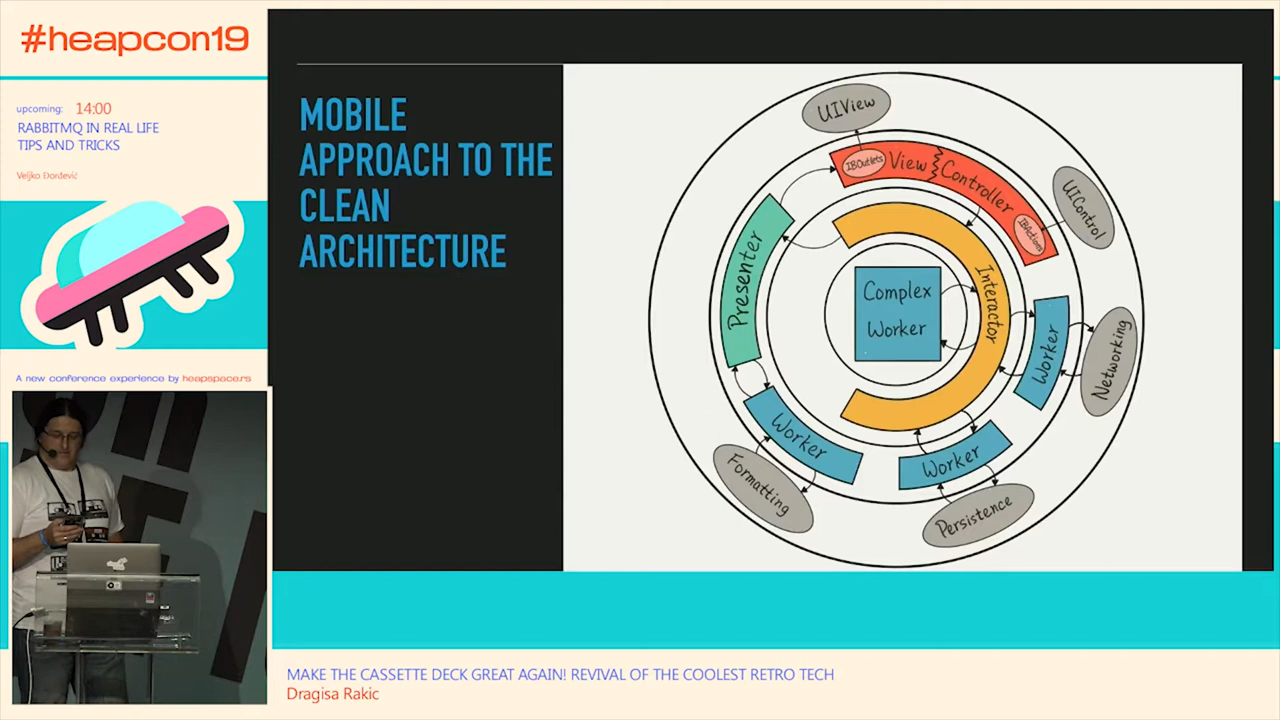 #heapcon19
upcoming: 14:00
RABBITMQ IN REAL LIFE
TIPS AND TRICKS
Veljko Đorđević
A new conference experience by heapspace.rs
MOBILE
APPROACH TO THE
CLEAN
ARCHITECTURE
UIView
IBOutlets
View
Controller
IBActions
UIControl
Presenter
Interactor
Complex
Worker
Worker
Networking
Worker
Formatting
Worker
Persistence
MAKE THE CASSETTE DECK GREAT AGAIN! REVIVAL OF THE COOLEST RETRO TECH
Dragisa Rakic